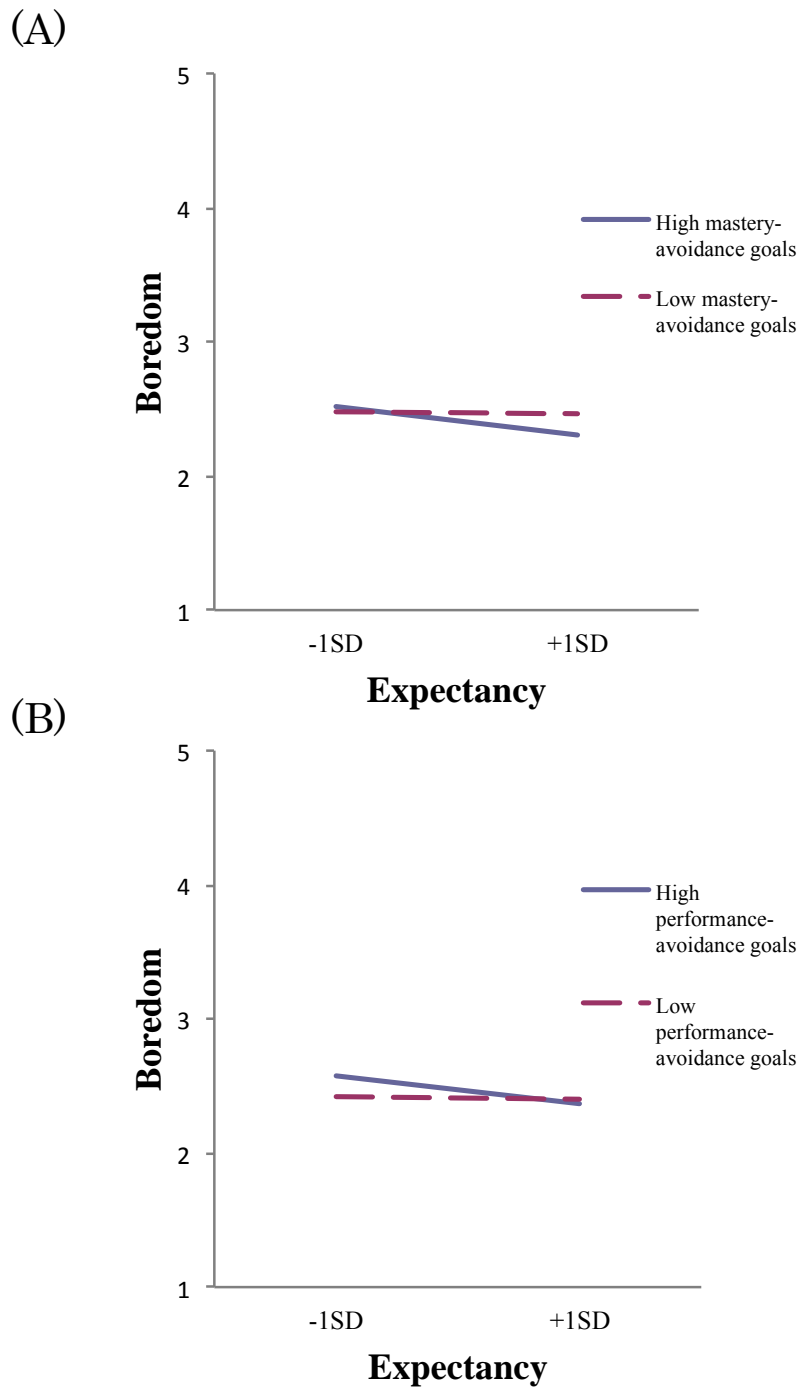 (A)
5
4
3
2
1
Boredom
High mastery-
avoidance goals
Low mastery-
avoidance goals
-1SD
+1SD
Expectancy
(B)
5
4
3
2
1
Boredom
High
performance-
avoidance goals
Low
performance-
avoidance goals
-1SD
+1SD
Expectancy